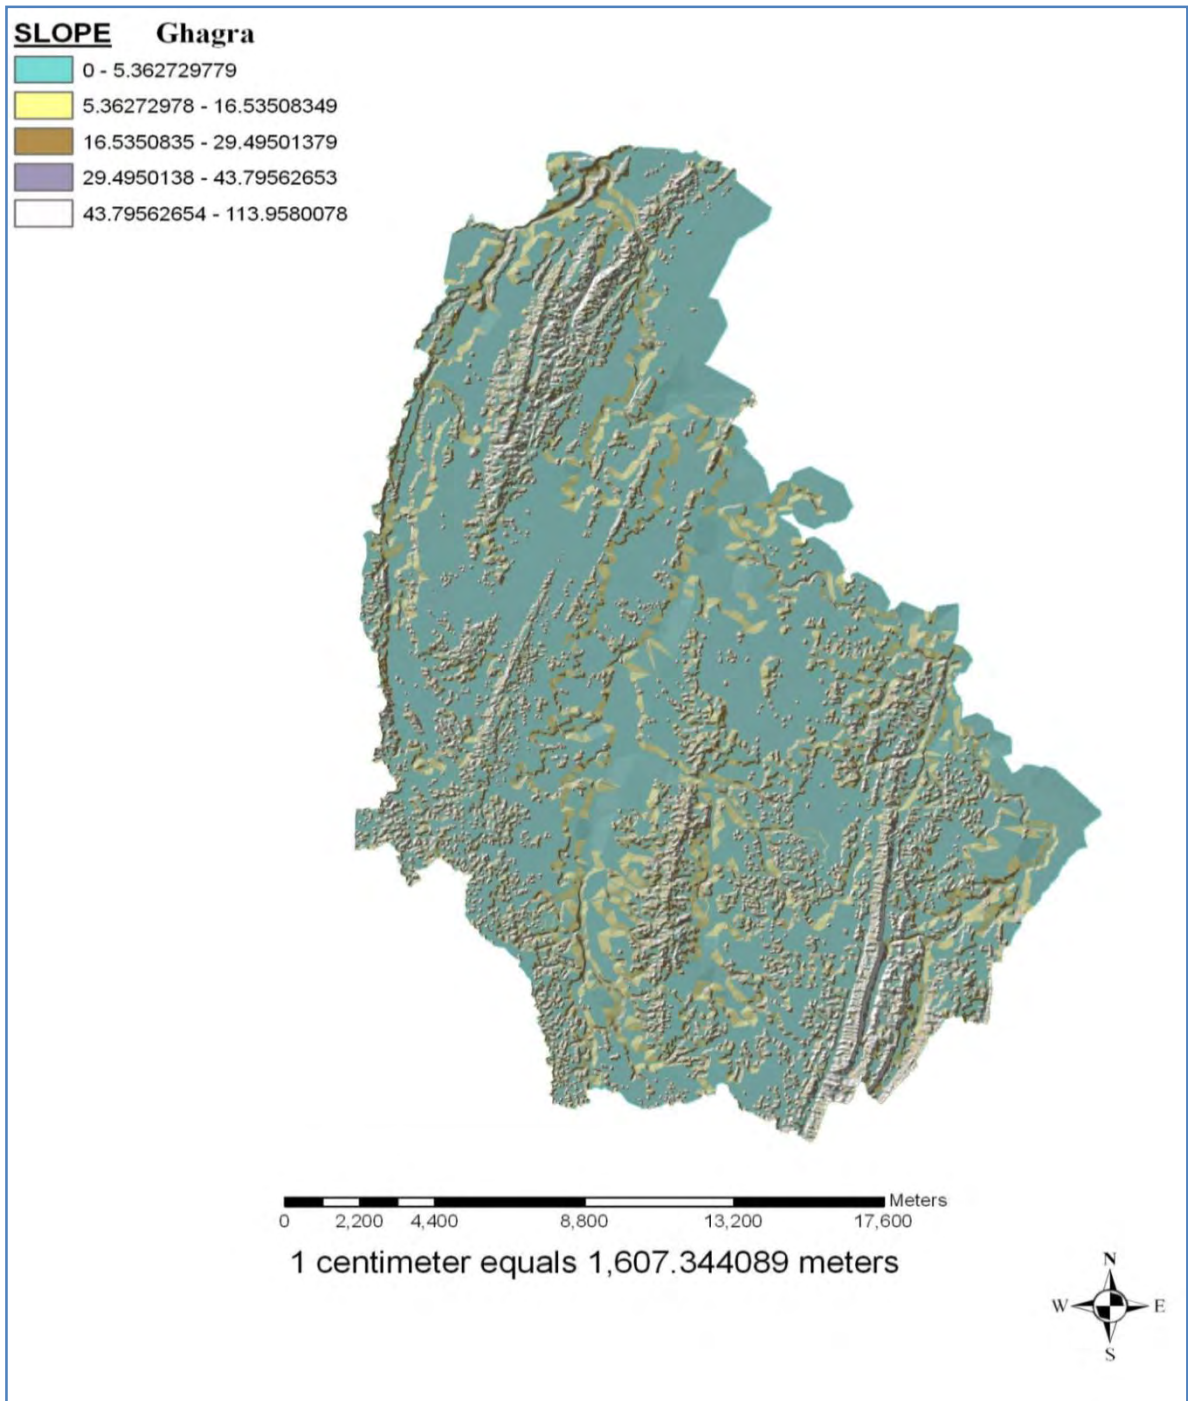 SLOPE Ghagra
0 - 5.362729779
5.36272978 - 16.53508349
16.5350835 - 29.49501379
29.4950138 - 43.79562653
43.79562654 - 113.9580078
Meters
0 2,200 4,400 8,800 13,200 17,600
1 centimeter equals 1,607.344089 meters
N
W E
S